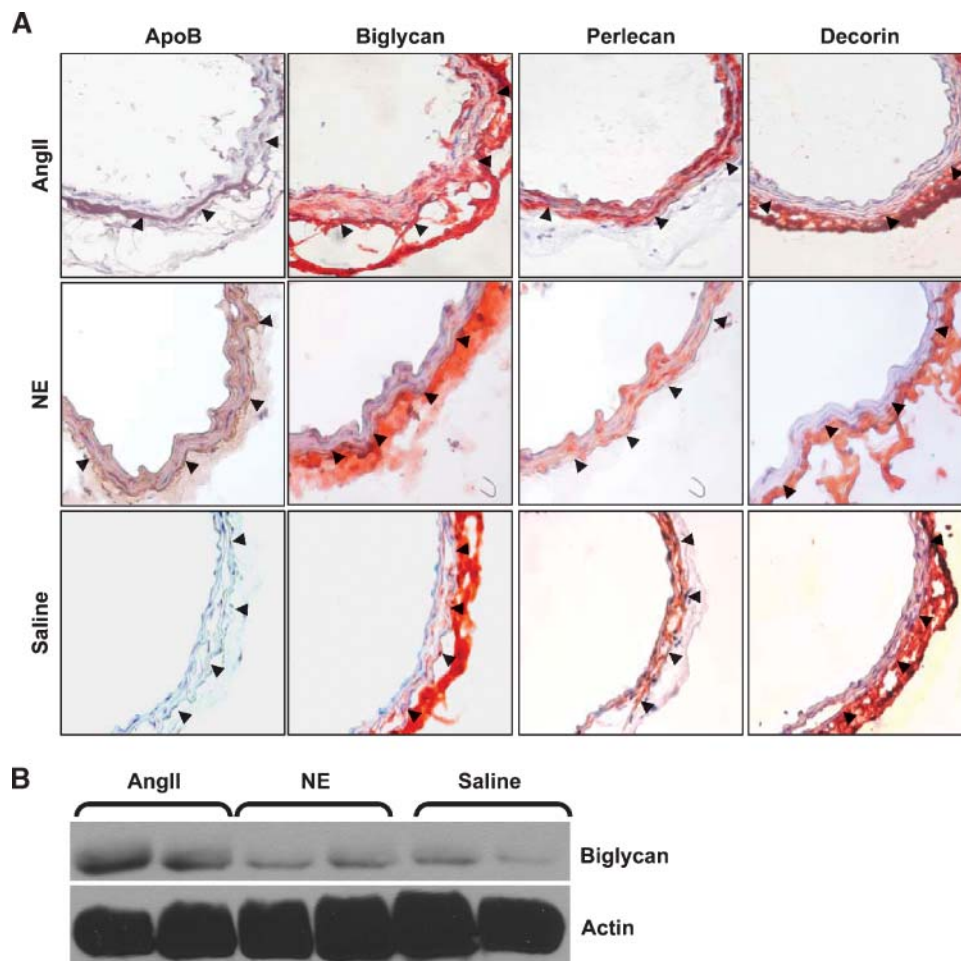 A
ApoB Biglycan Perlecan Decorin
AngII
NE
Saline
B
AngII NE Saline
Biglycan
Actin